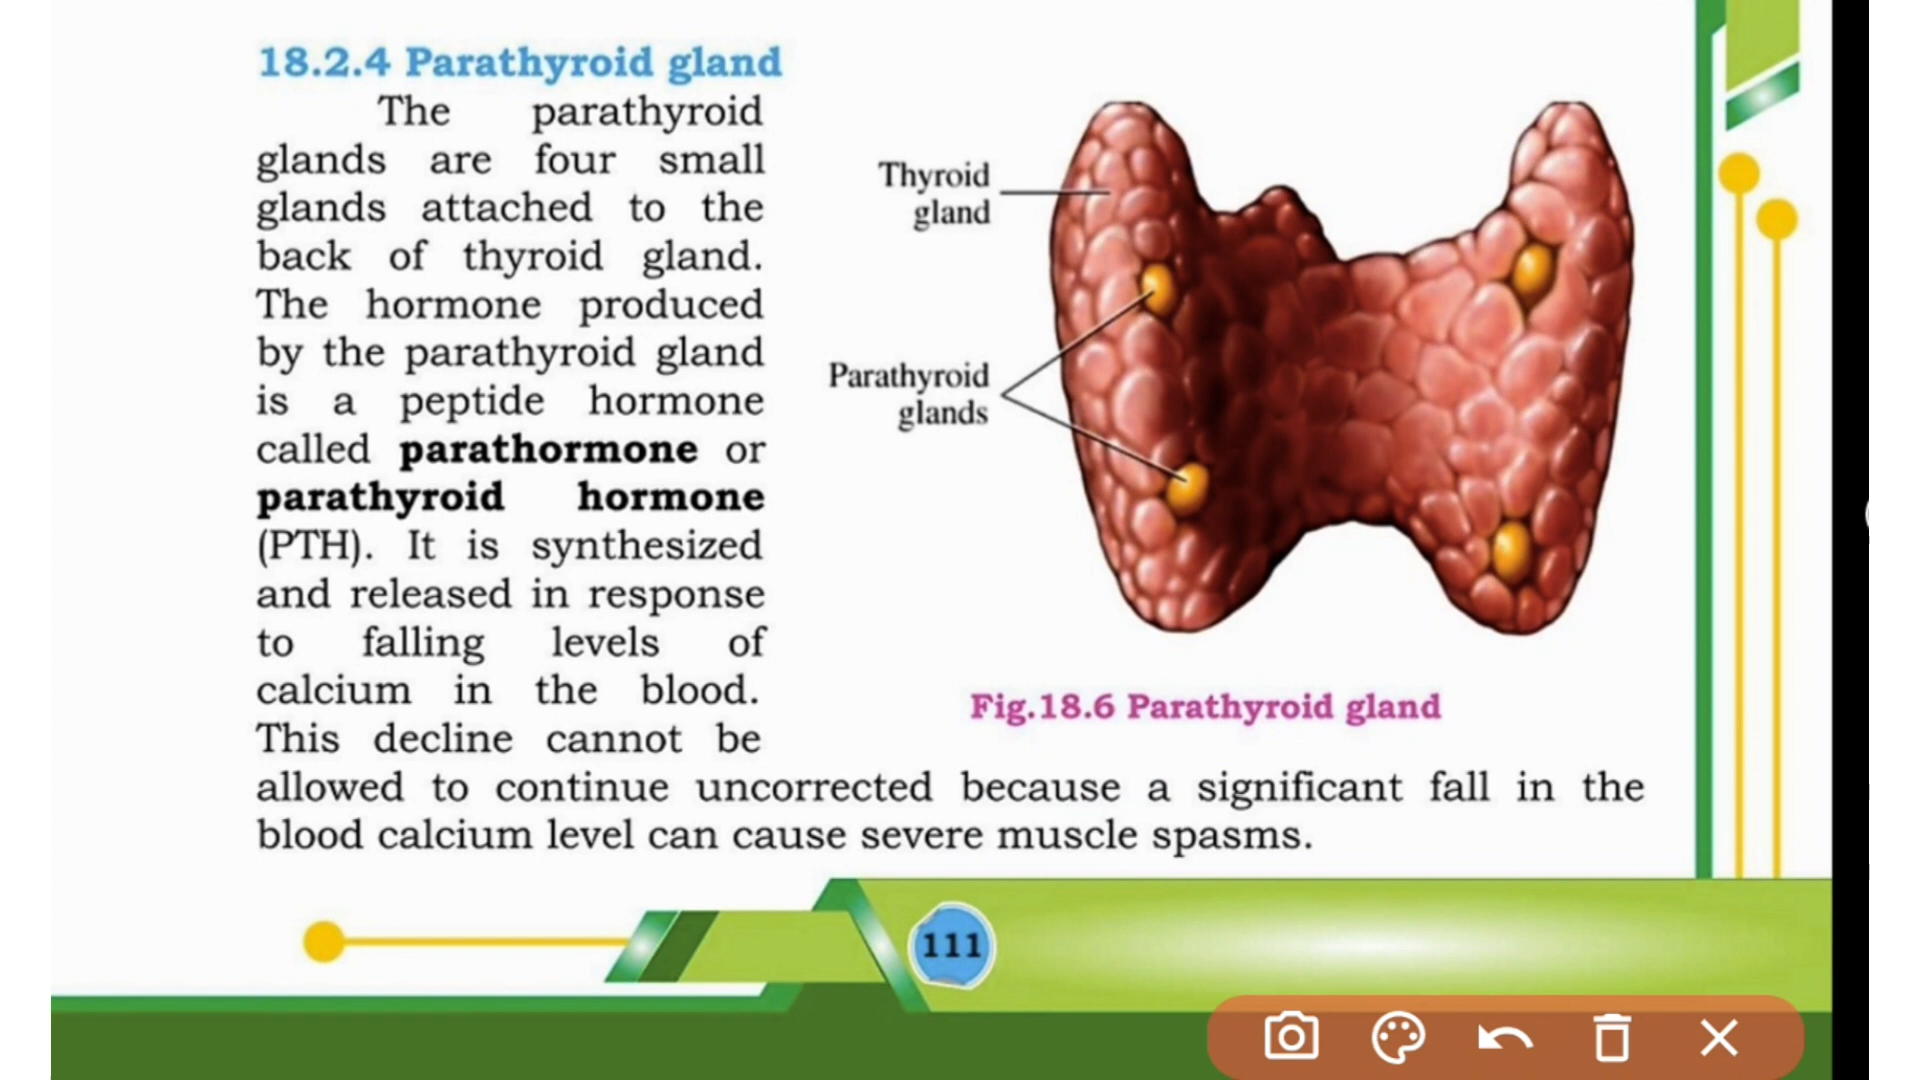 18.2.4 Parathyroid gland
The parathyroid
glands are four small
glands attached to the
back of thyroid gland.
The hormone produced
by the parathyroid gland
is a peptide hormone
called parathormone or
parathyroid hormone
(PTH). It is synthesized
and released in response
to falling levels of
calcium in the blood.
This decline cannot be
allowed to continue uncorrected because a significant fall in the
blood calcium level can cause severe muscle spasms.
Thyroid
gland
Parathyroid
glands
Fig.18.6 Parathyroid gland
111